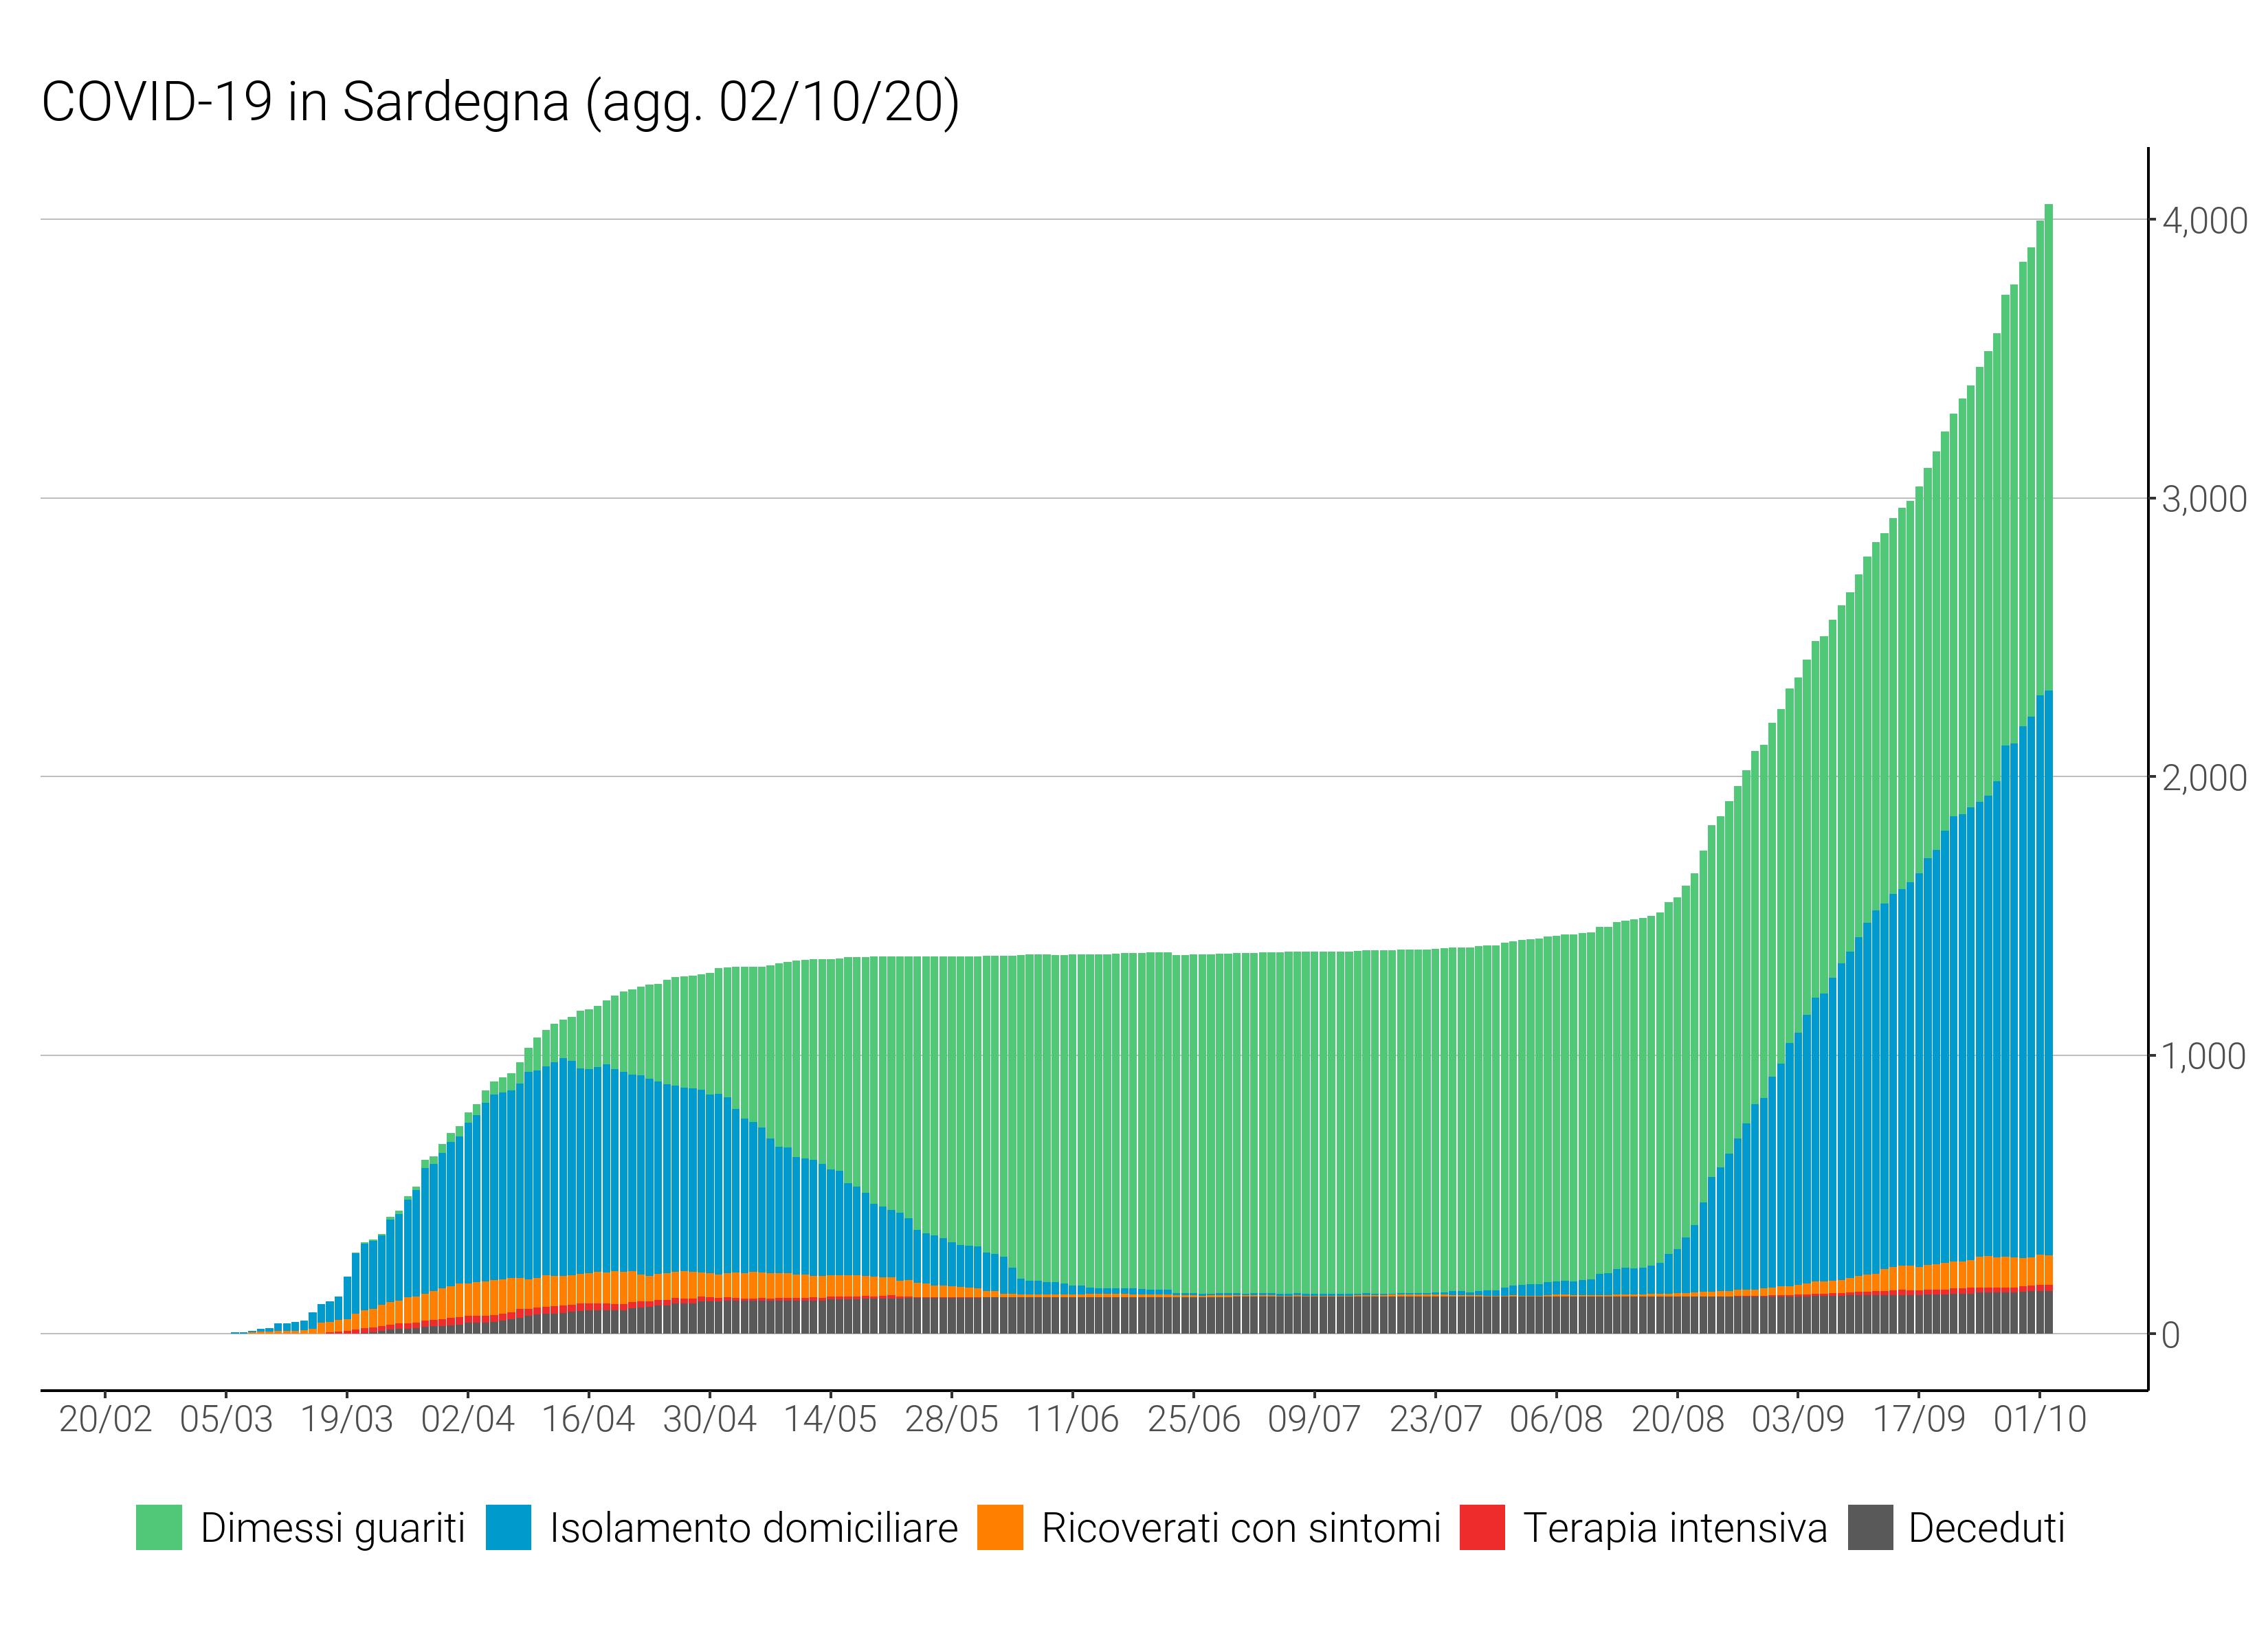 COVID-19 in Sardegna (agg. 02/10/20)
4,000
3,000
2,000
1,000
0
20/02 05/03 19/03 02/04 16/04 30/04 14/05 28/05 11/06 25/06 09/07 23/07 06/08 20/08 03/09 17/09 01/10
Dimessi guariti Isolamento domiciliare Ricoverati con sintomi Terapia intensiva Deceduti